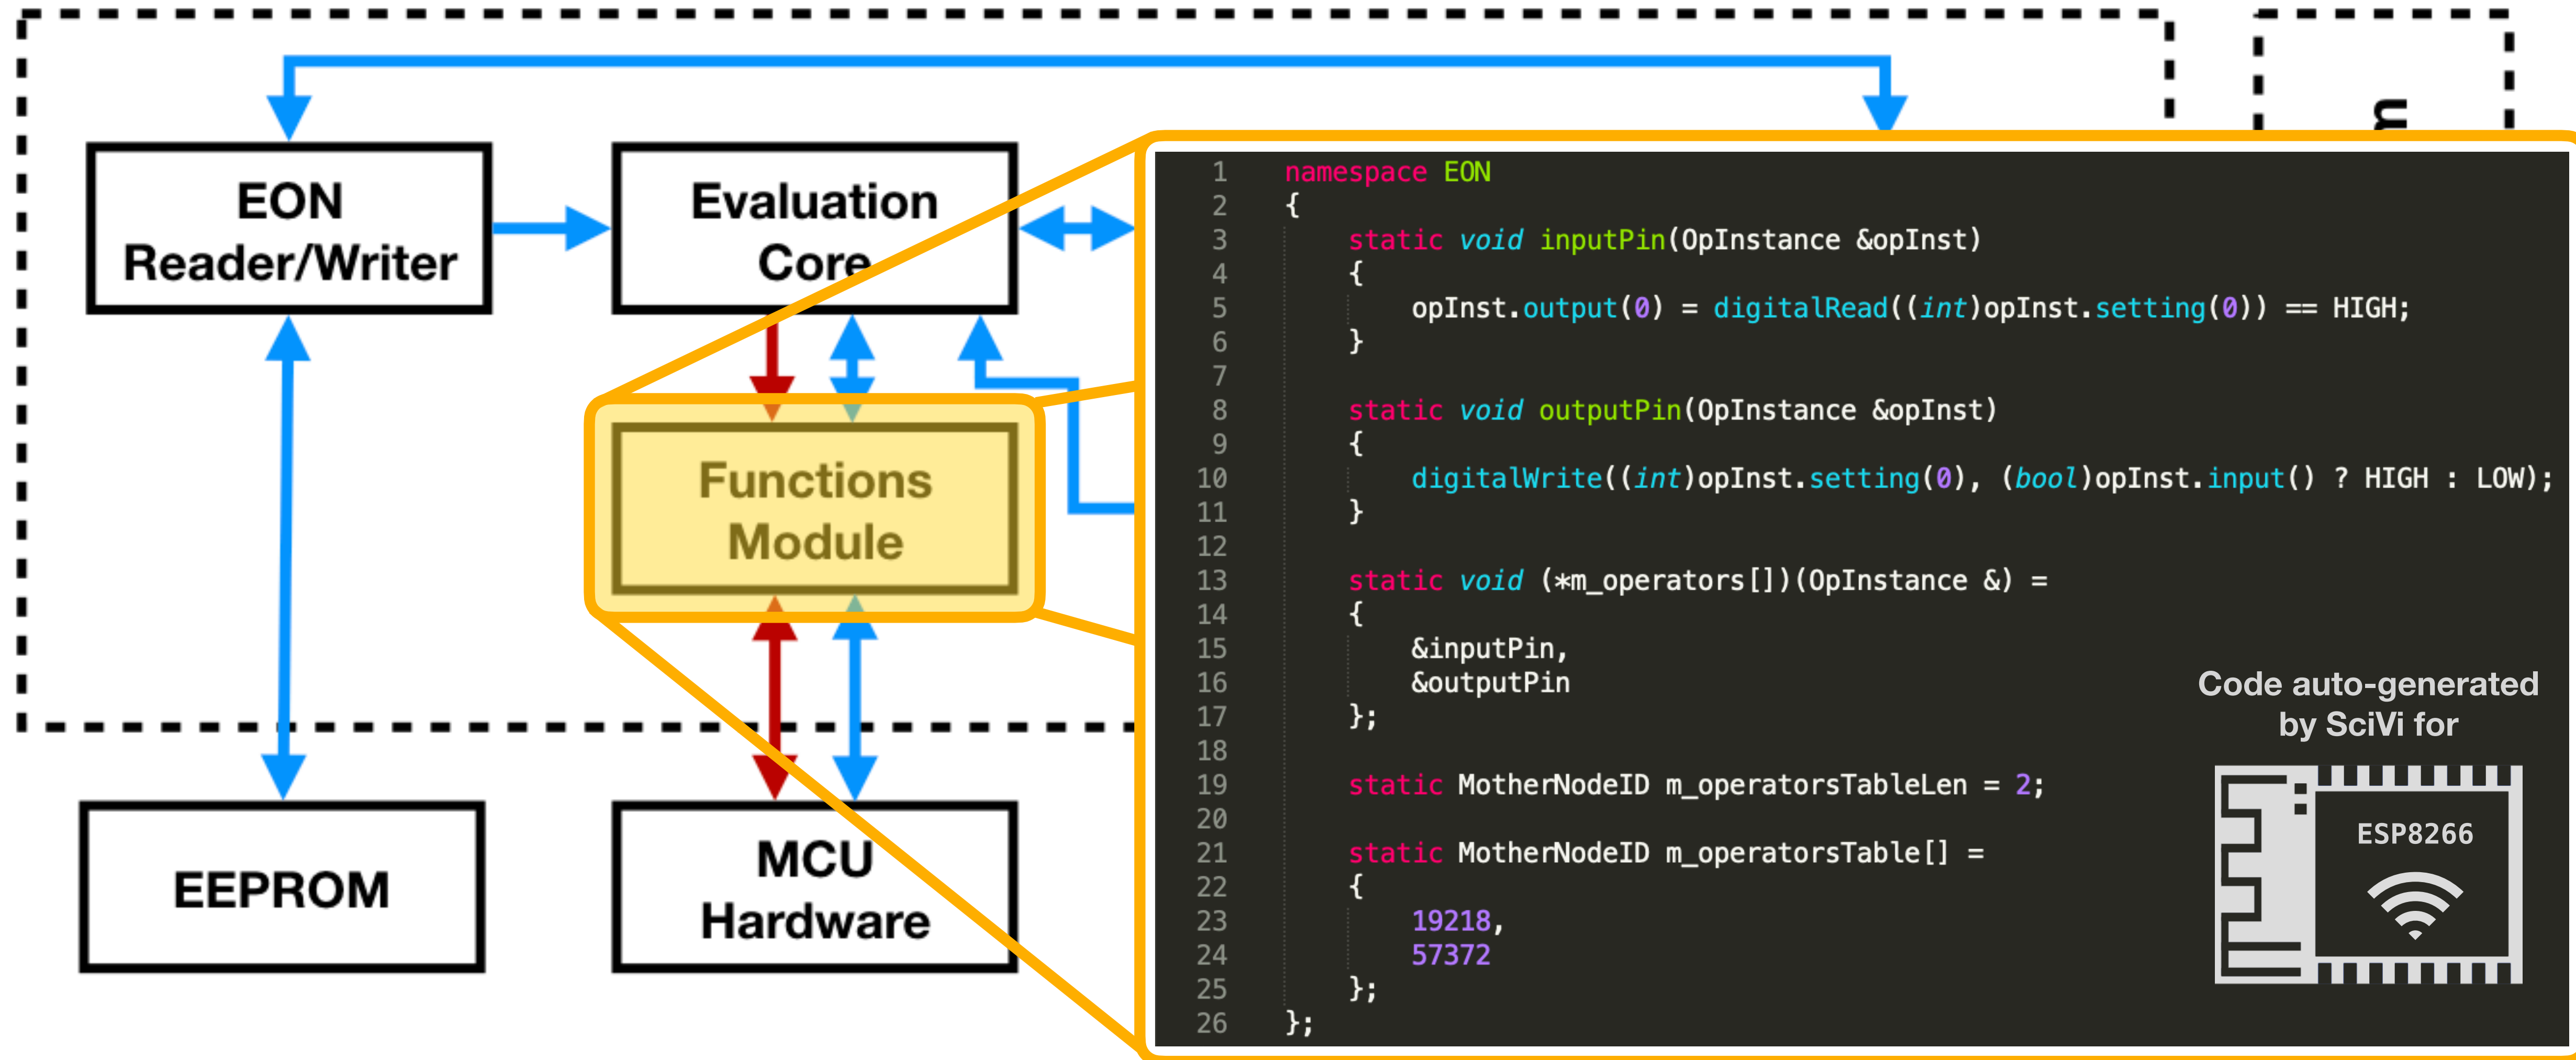 EON
Reader/Writer
Evaluation
Core
Functions
Module
EEPROM
MCU
Hardware
n
1 namespace EON
2 {
3     static void inputPin(OpInstance &opInst)
4     {
5         opInst.output(0) = digitalRead((int)opInst.setting(0)) == HIGH;
6     }
7
8     static void outputPin(OpInstance &opInst)
9     {
10         digitalWrite((int)opInst.setting(0), (bool)opInst.input() ? HIGH : LOW);
11     }
12
13     static void (*m_operators[])(OpInstance &) =
14     {
15         &inputPin,
16         &outputPin
17     };
18
19     static MotherNodeID m_operatorsTableLen = 2;
20
21     static MotherNodeID m_operatorsTable[] =
22     {
23         19218,
24         57372
25     };
26 };
Code auto-generated
by SciVi for
ESP8266